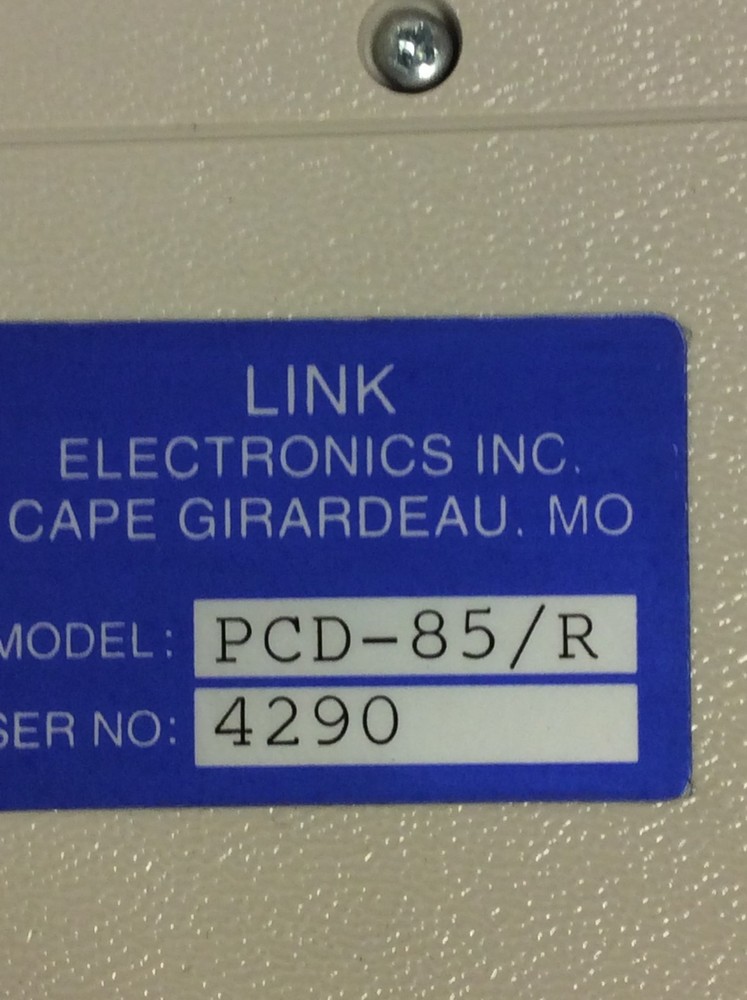 LINK
ELECTRONICS INC.
CAPE GIRARDEAU. MO
MODEL: PCD-85/R
SER NO: 4290